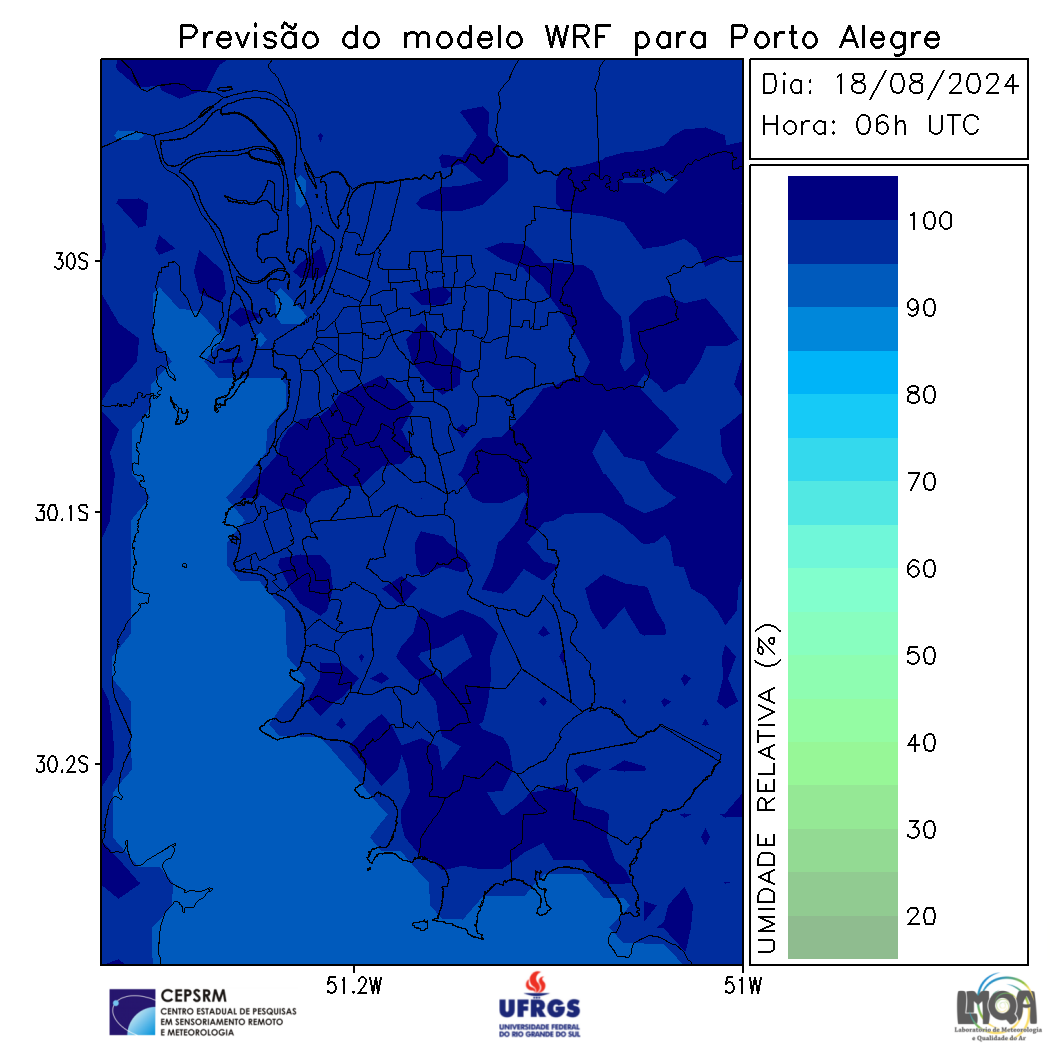 Previsão do modelo WRF para Porto Alegre
Dia: 18/08/2024
Hora: 06h UTC
100
90
80
70
60
50
40
30
20
UMIDADE RELATIVA (%)
30S
30.1S
30.2S
51.2W
51W
CEPSRM
CENTRO ESTADUAL DE PESQUISAS
EM SENSORIAMENTO REMOTO
E METEOROLOGIA
UFRGS
UNIVERSIDADE FEDERAL
DO RIO GRANDE DO SUL
LMQA
Laboratório de Meteorologia
e Qualidade do Ar